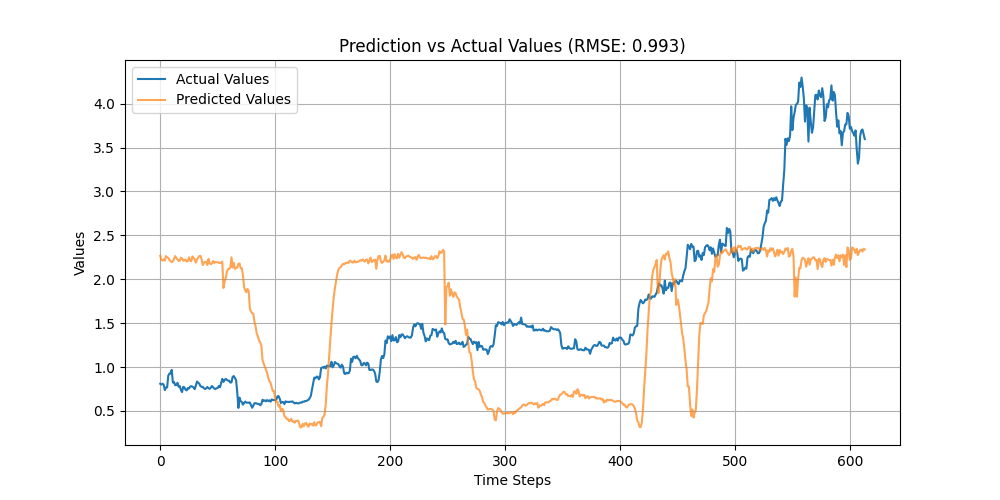 Prediction vs Actual Values (RMSE: 0.993)
Actual Values
Predicted Values
4.0
3.5
3.0
2.5
2.0
1.5
1.0
0.5
Values
0 100 200 300 400 500 600
Time Steps